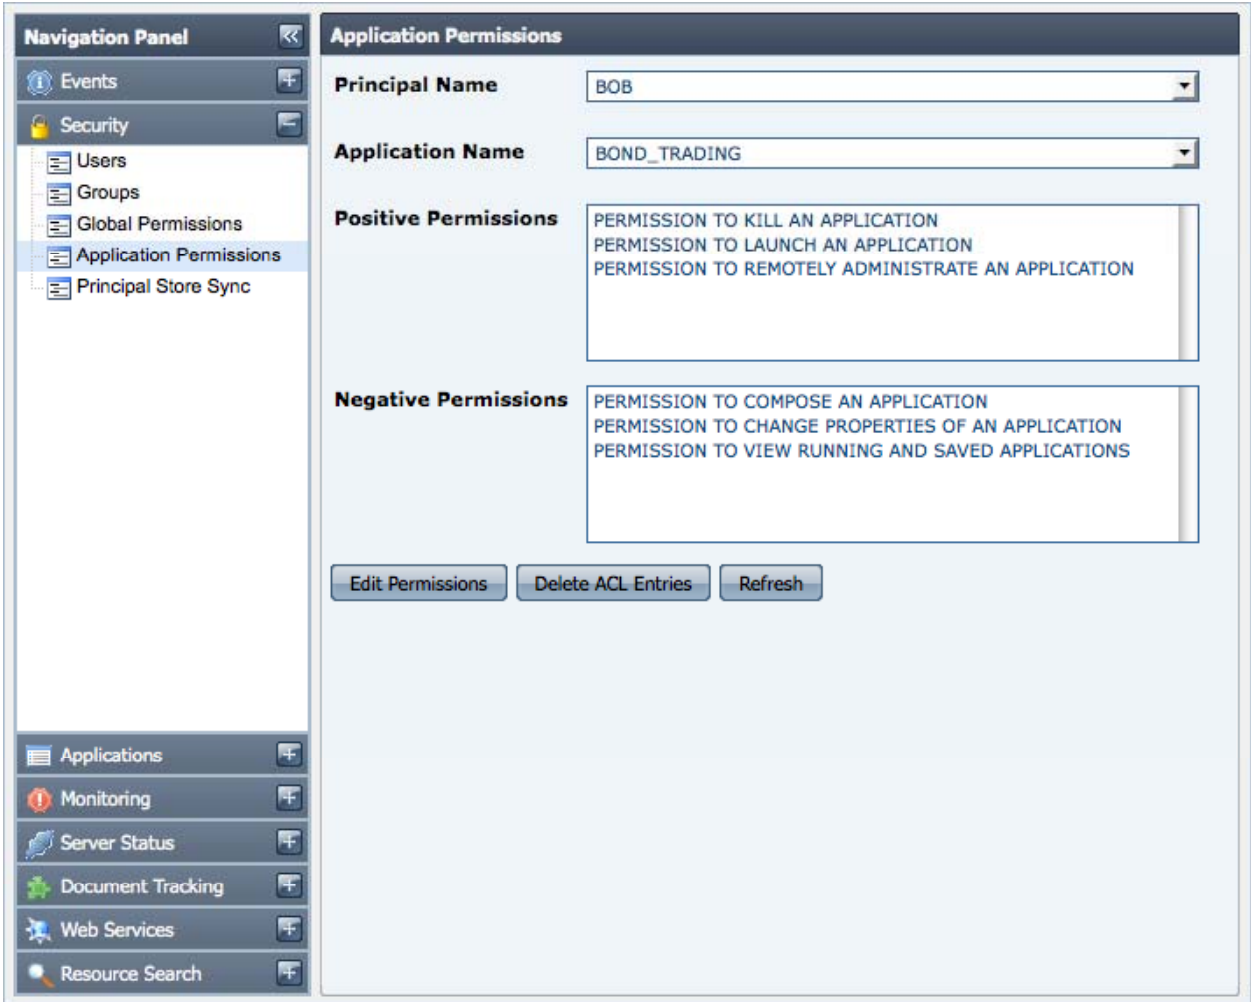 Navigation Panel
Events
Security
Users
Groups
Global Permissions
Application Permissions
Principal Store Sync
Applications
Monitoring
Server Status
Document Tracking
Web Services
Resource Search
Application Permissions
Principal Name
BOB
Application Name
BOND_TRADING
Positive Permissions
PERMISSION TO KILL AN APPLICATION
PERMISSION TO LAUNCH AN APPLICATION
PERMISSION TO REMOTELY ADMINISTRATE AN APPLICATION
Negative Permissions
PERMISSION TO COMPOSE AN APPLICATION
PERMISSION TO CHANGE PROPERTIES OF AN APPLICATION
PERMISSION TO VIEW RUNNING AND SAVED APPLICATIONS
Edit Permissions Delete ACL Entries Refresh